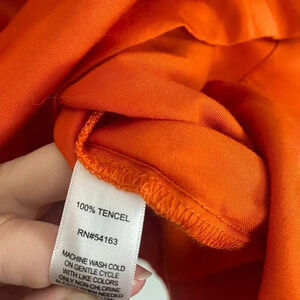 100% TENCEL
RN#54163
MACHINE WASH COLD
ON GENTLE CYCLE
WITH LIKE COLORS
ONLY NON-CHLORINE